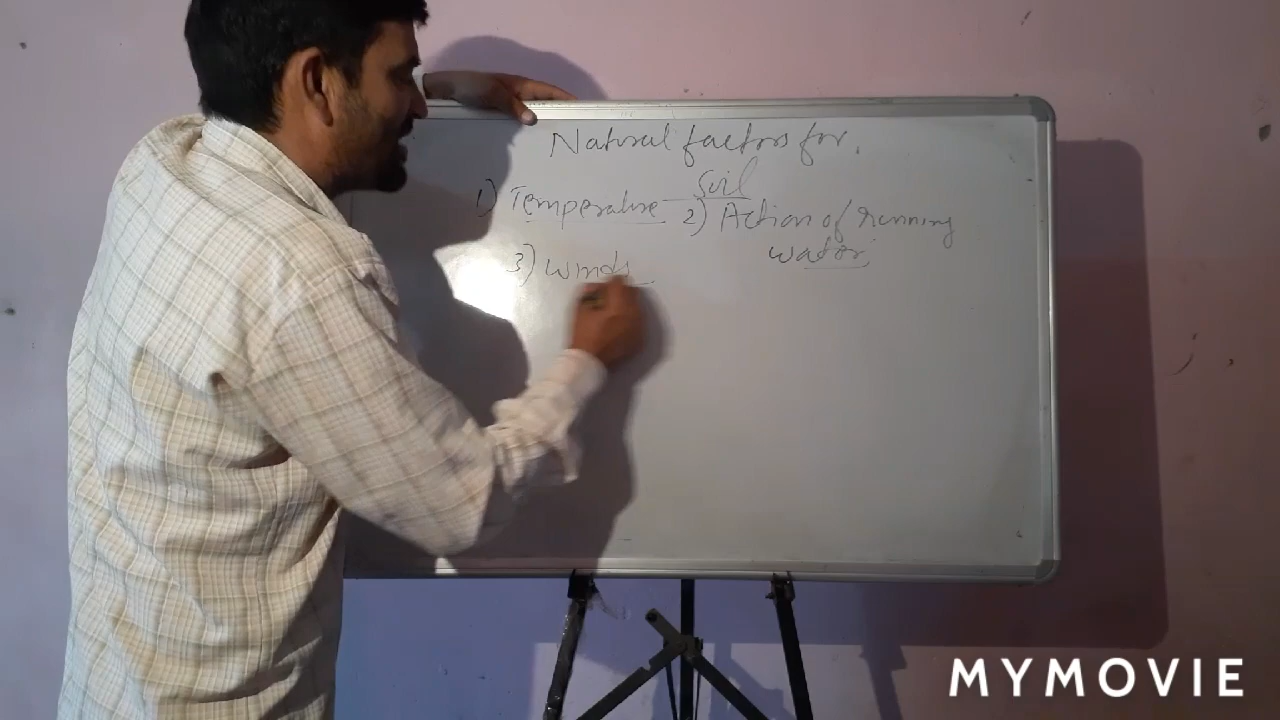 Natural factors for.
Soil
1) Temperature 2) Action of running
water
3) Winds
MYMOVIE